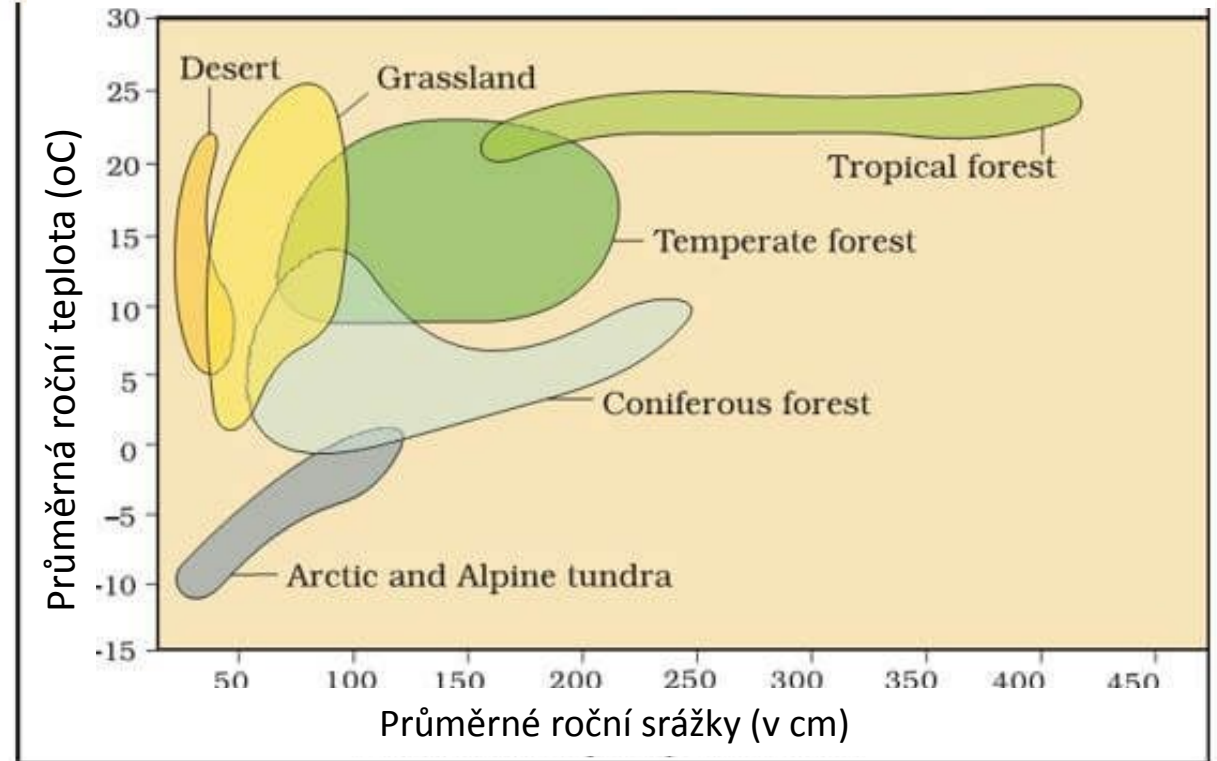 30
Desert
Grassland
25
20
Tropical forest
15
Temperate forest
10
5
Coniferous forest
0
−5
Arctic and Alpine tundra
-10
-15
50 100 150 200 250 300 350 400 450
Průměrná roční teplota (oC)
Průměrné roční srážky (v cm)